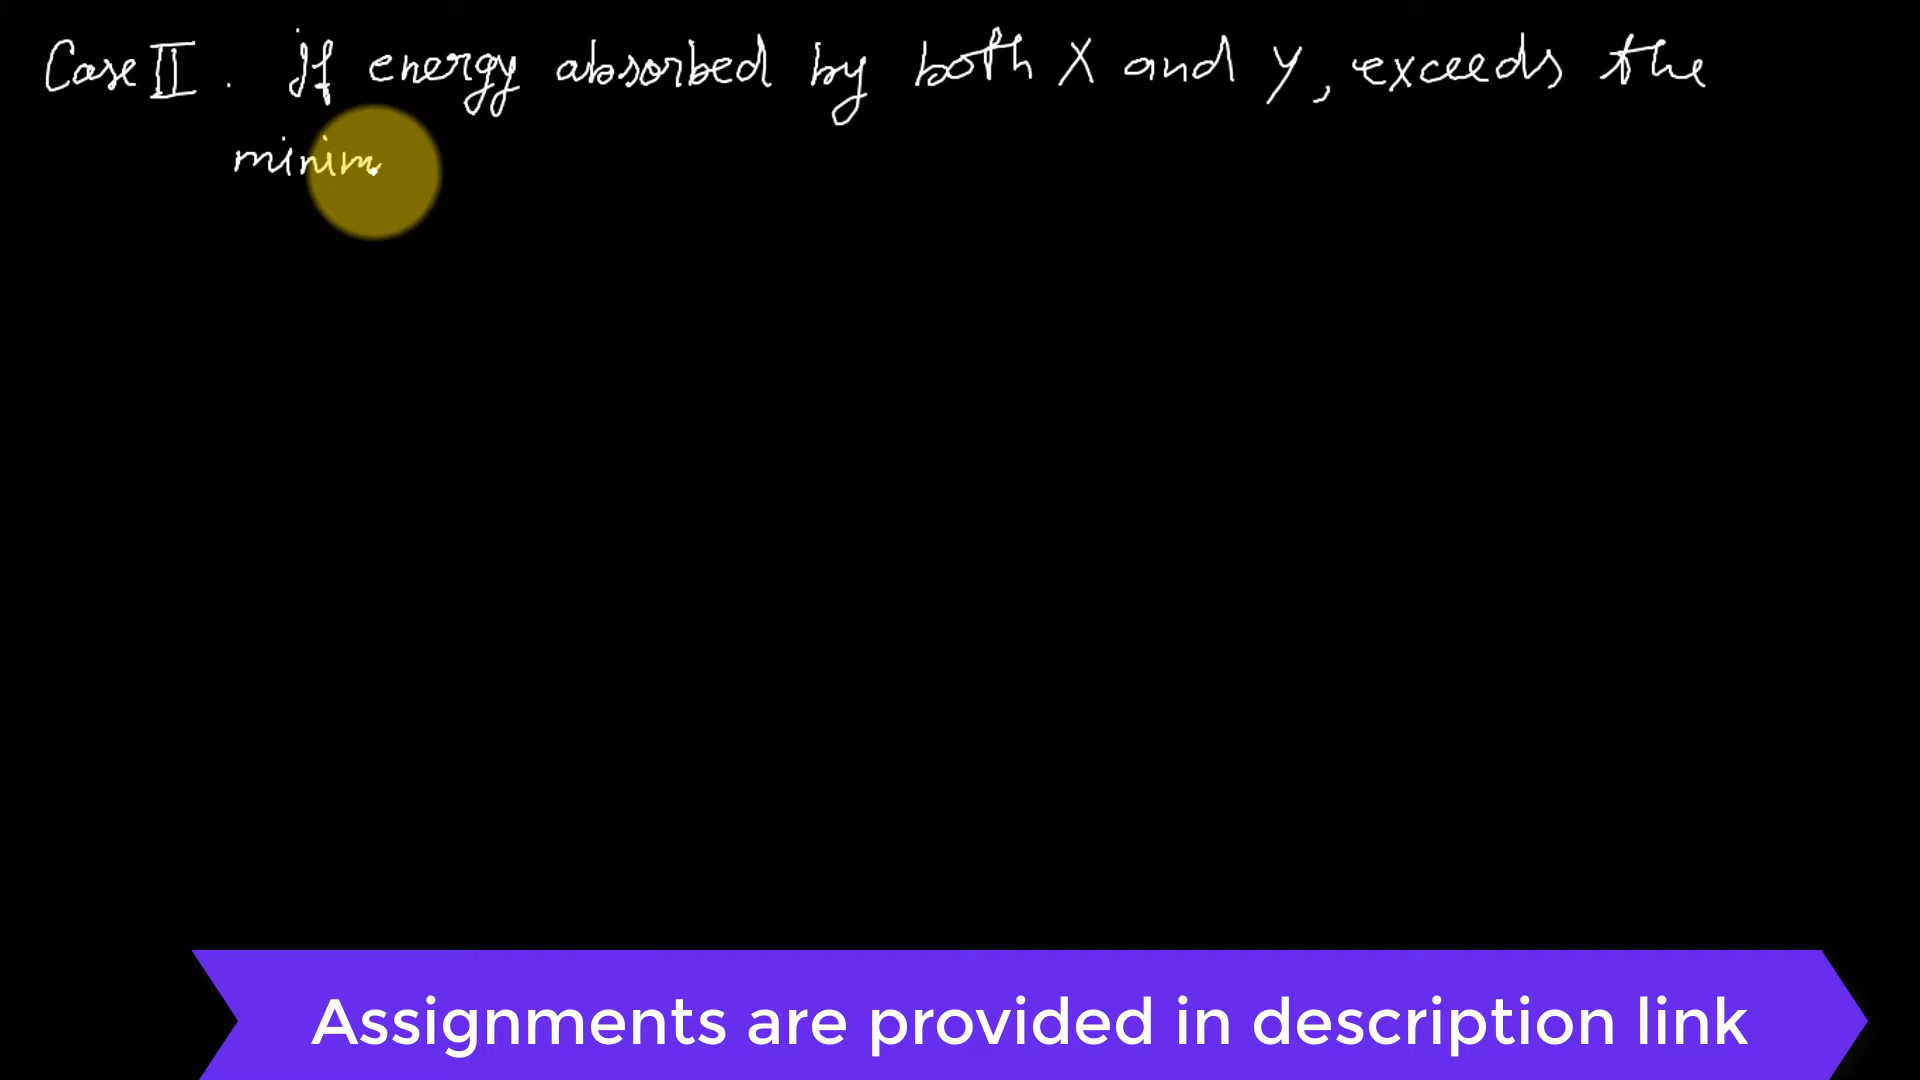 Case II. If energy absorbed by both X and Y, exceeds the
minim
Assignments are provided in description link